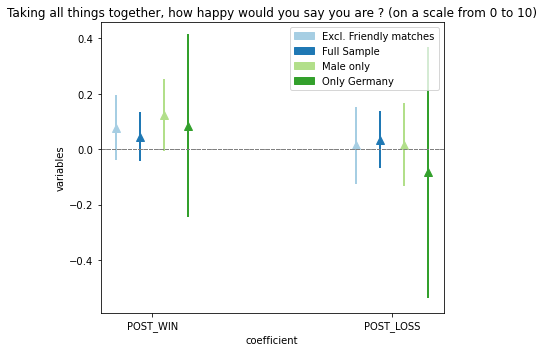 Taking all things together, how happy would you say you are ? (on a scale from 0 to 10)
Excl. Friendly matches
Full Sample
Male only
Only Germany
0.4
0.2
0.0
−0.2
−0.4
variables
POST_WIN
POST_LOSS
coefficient